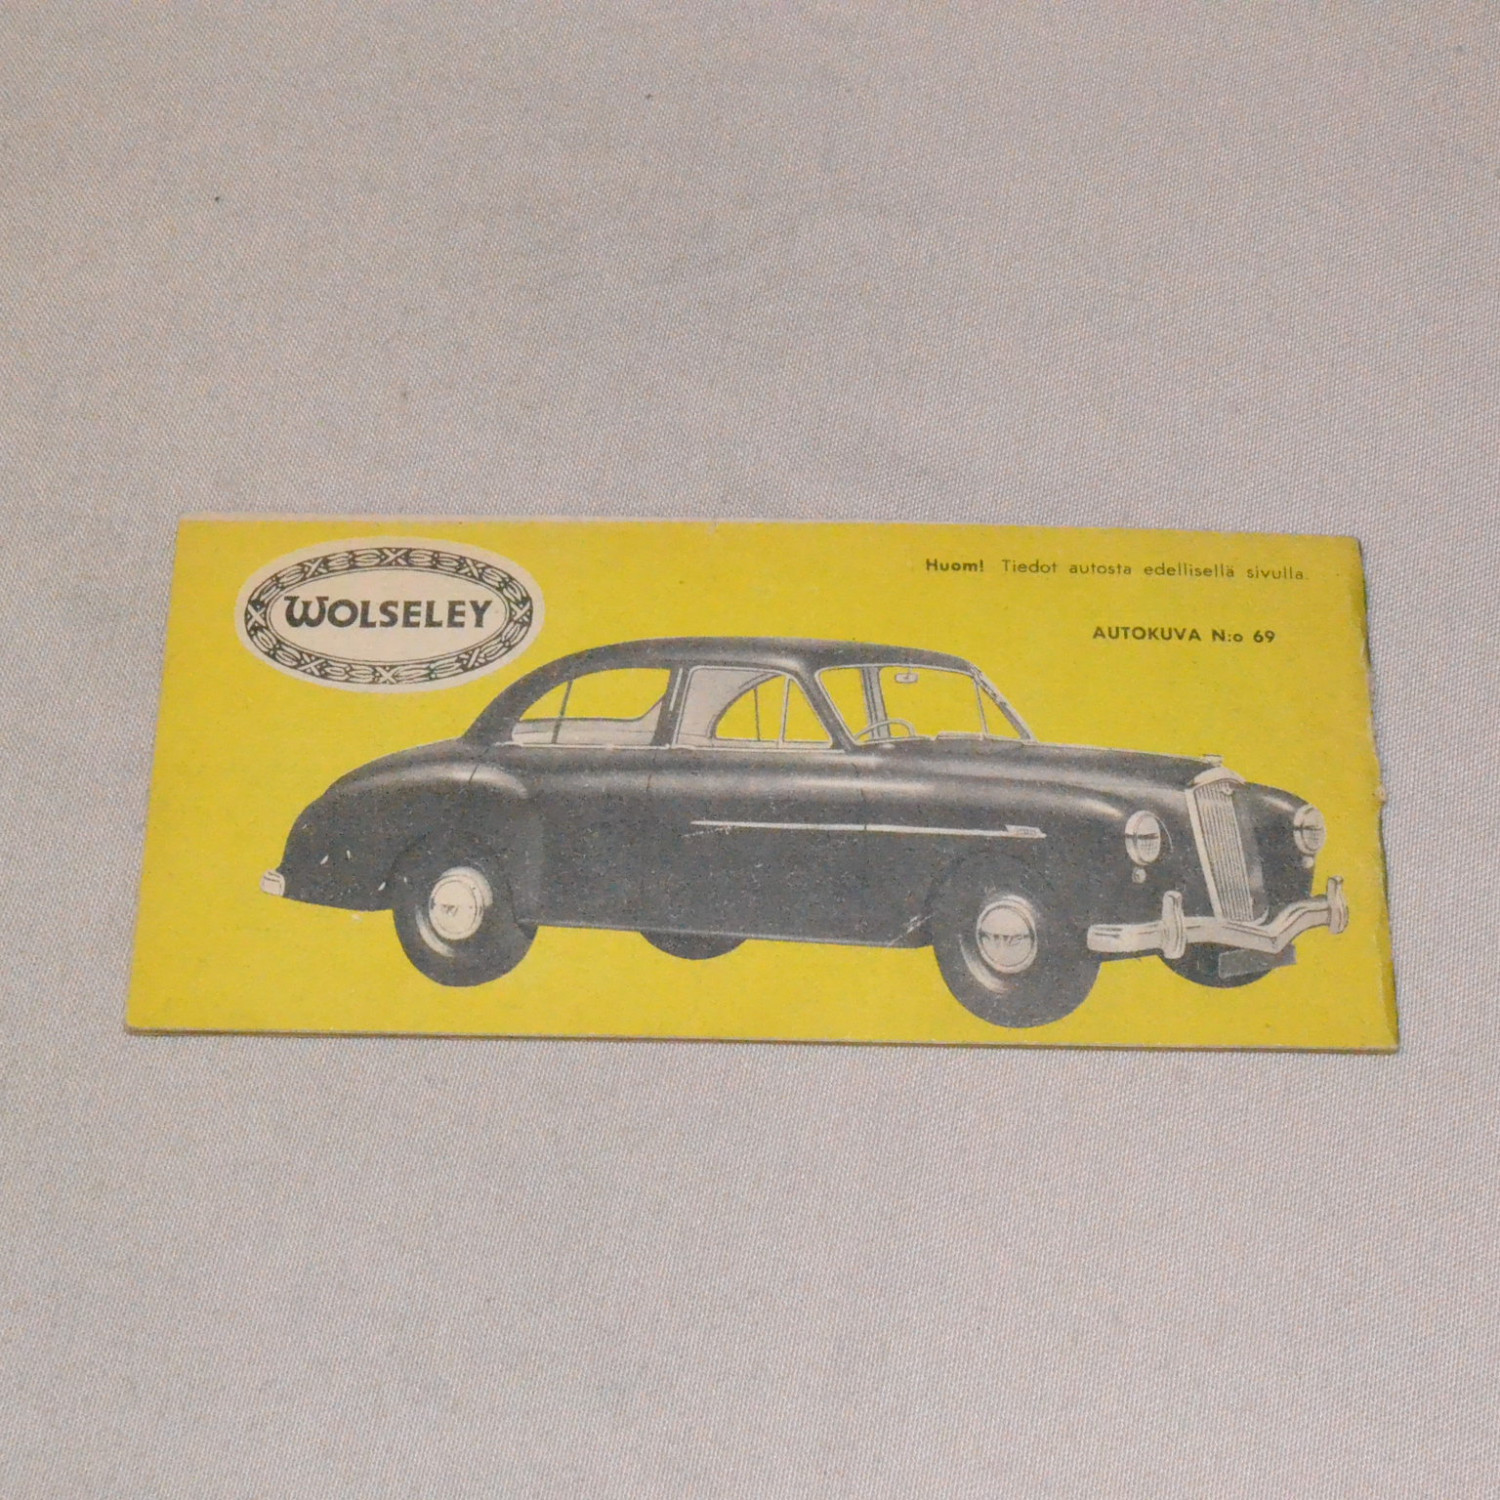 WOLSELEY
Huom! Tiedot autosta edellisellä sivulla.
AUTOKUVA N:o 69